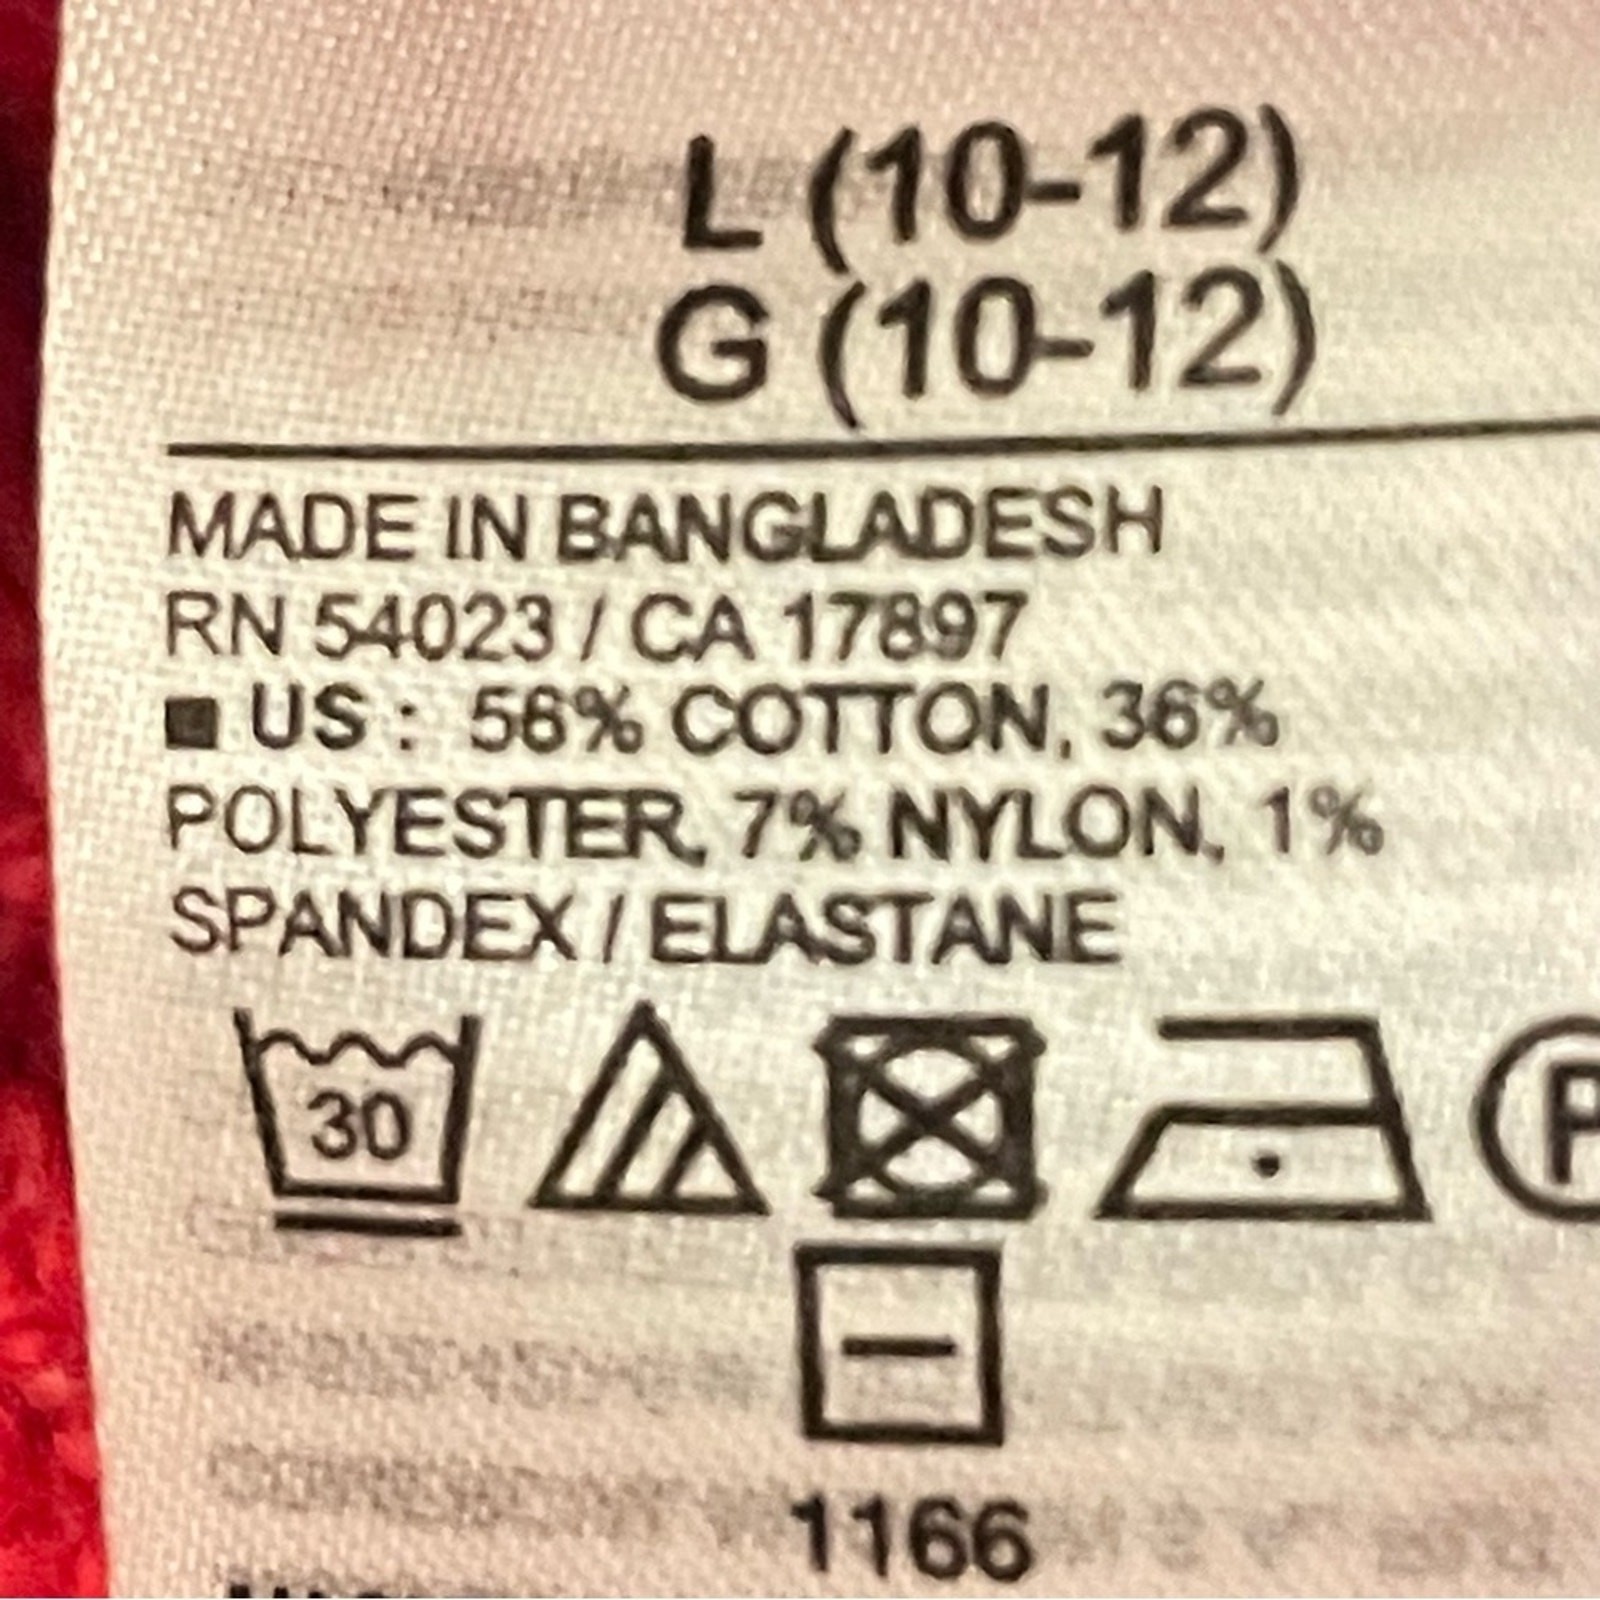 L (10-12)
G (10-12)
MADE IN BANGLADESH
RN 54023 / CA 17897
■ US : 56% COTTON, 36%
POLYESTER, 7% NYLON, 1%
SPANDEX / ELASTANE
30
P
1166